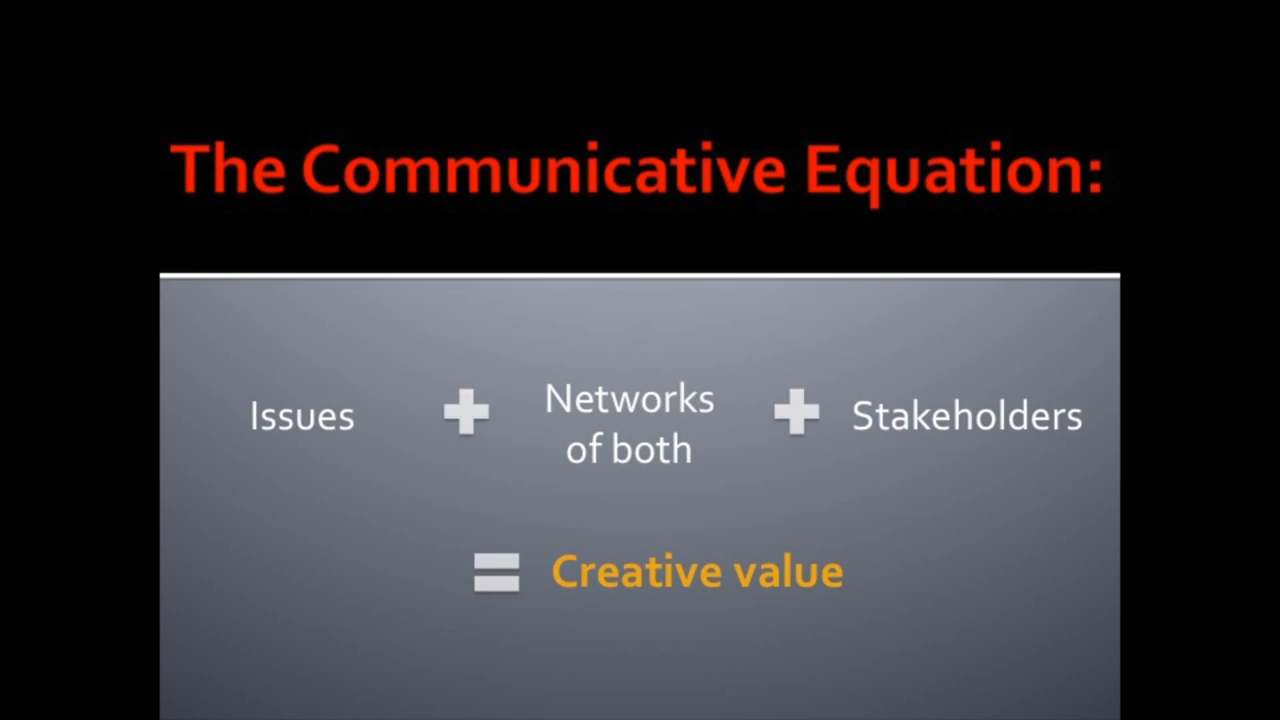 The Communicative Equation:
Issues + Networks of both + Stakeholders
= Creative value